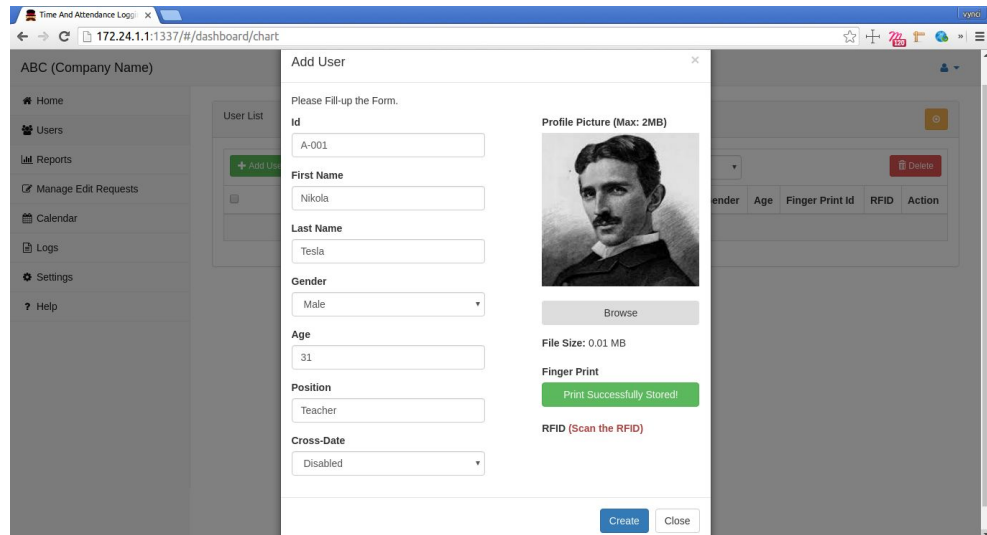 Time And Attendance Loggi
vyno
172.24.1.1:1337/#/dashboard/chart
120
ABC (Company Name)
Home
Users
Reports
Manage Edit Requests
Calendar
Logs
Settings
? Help
User List
Add Use
Delete
ender Age Finger Print Id RFID Action
Add User ×
Please Fill-up the Form.
Id
A-001
First Name
Nikola
Last Name
Tesla
Gender
Male
Age
31
Position
Teacher
Cross-Date
Disabled
Profile Picture (Max: 2MB)
Browse
File Size: 0.01 MB
Finger Print
Print Successfully Stored!
RFID (Scan the RFID)
Create Close